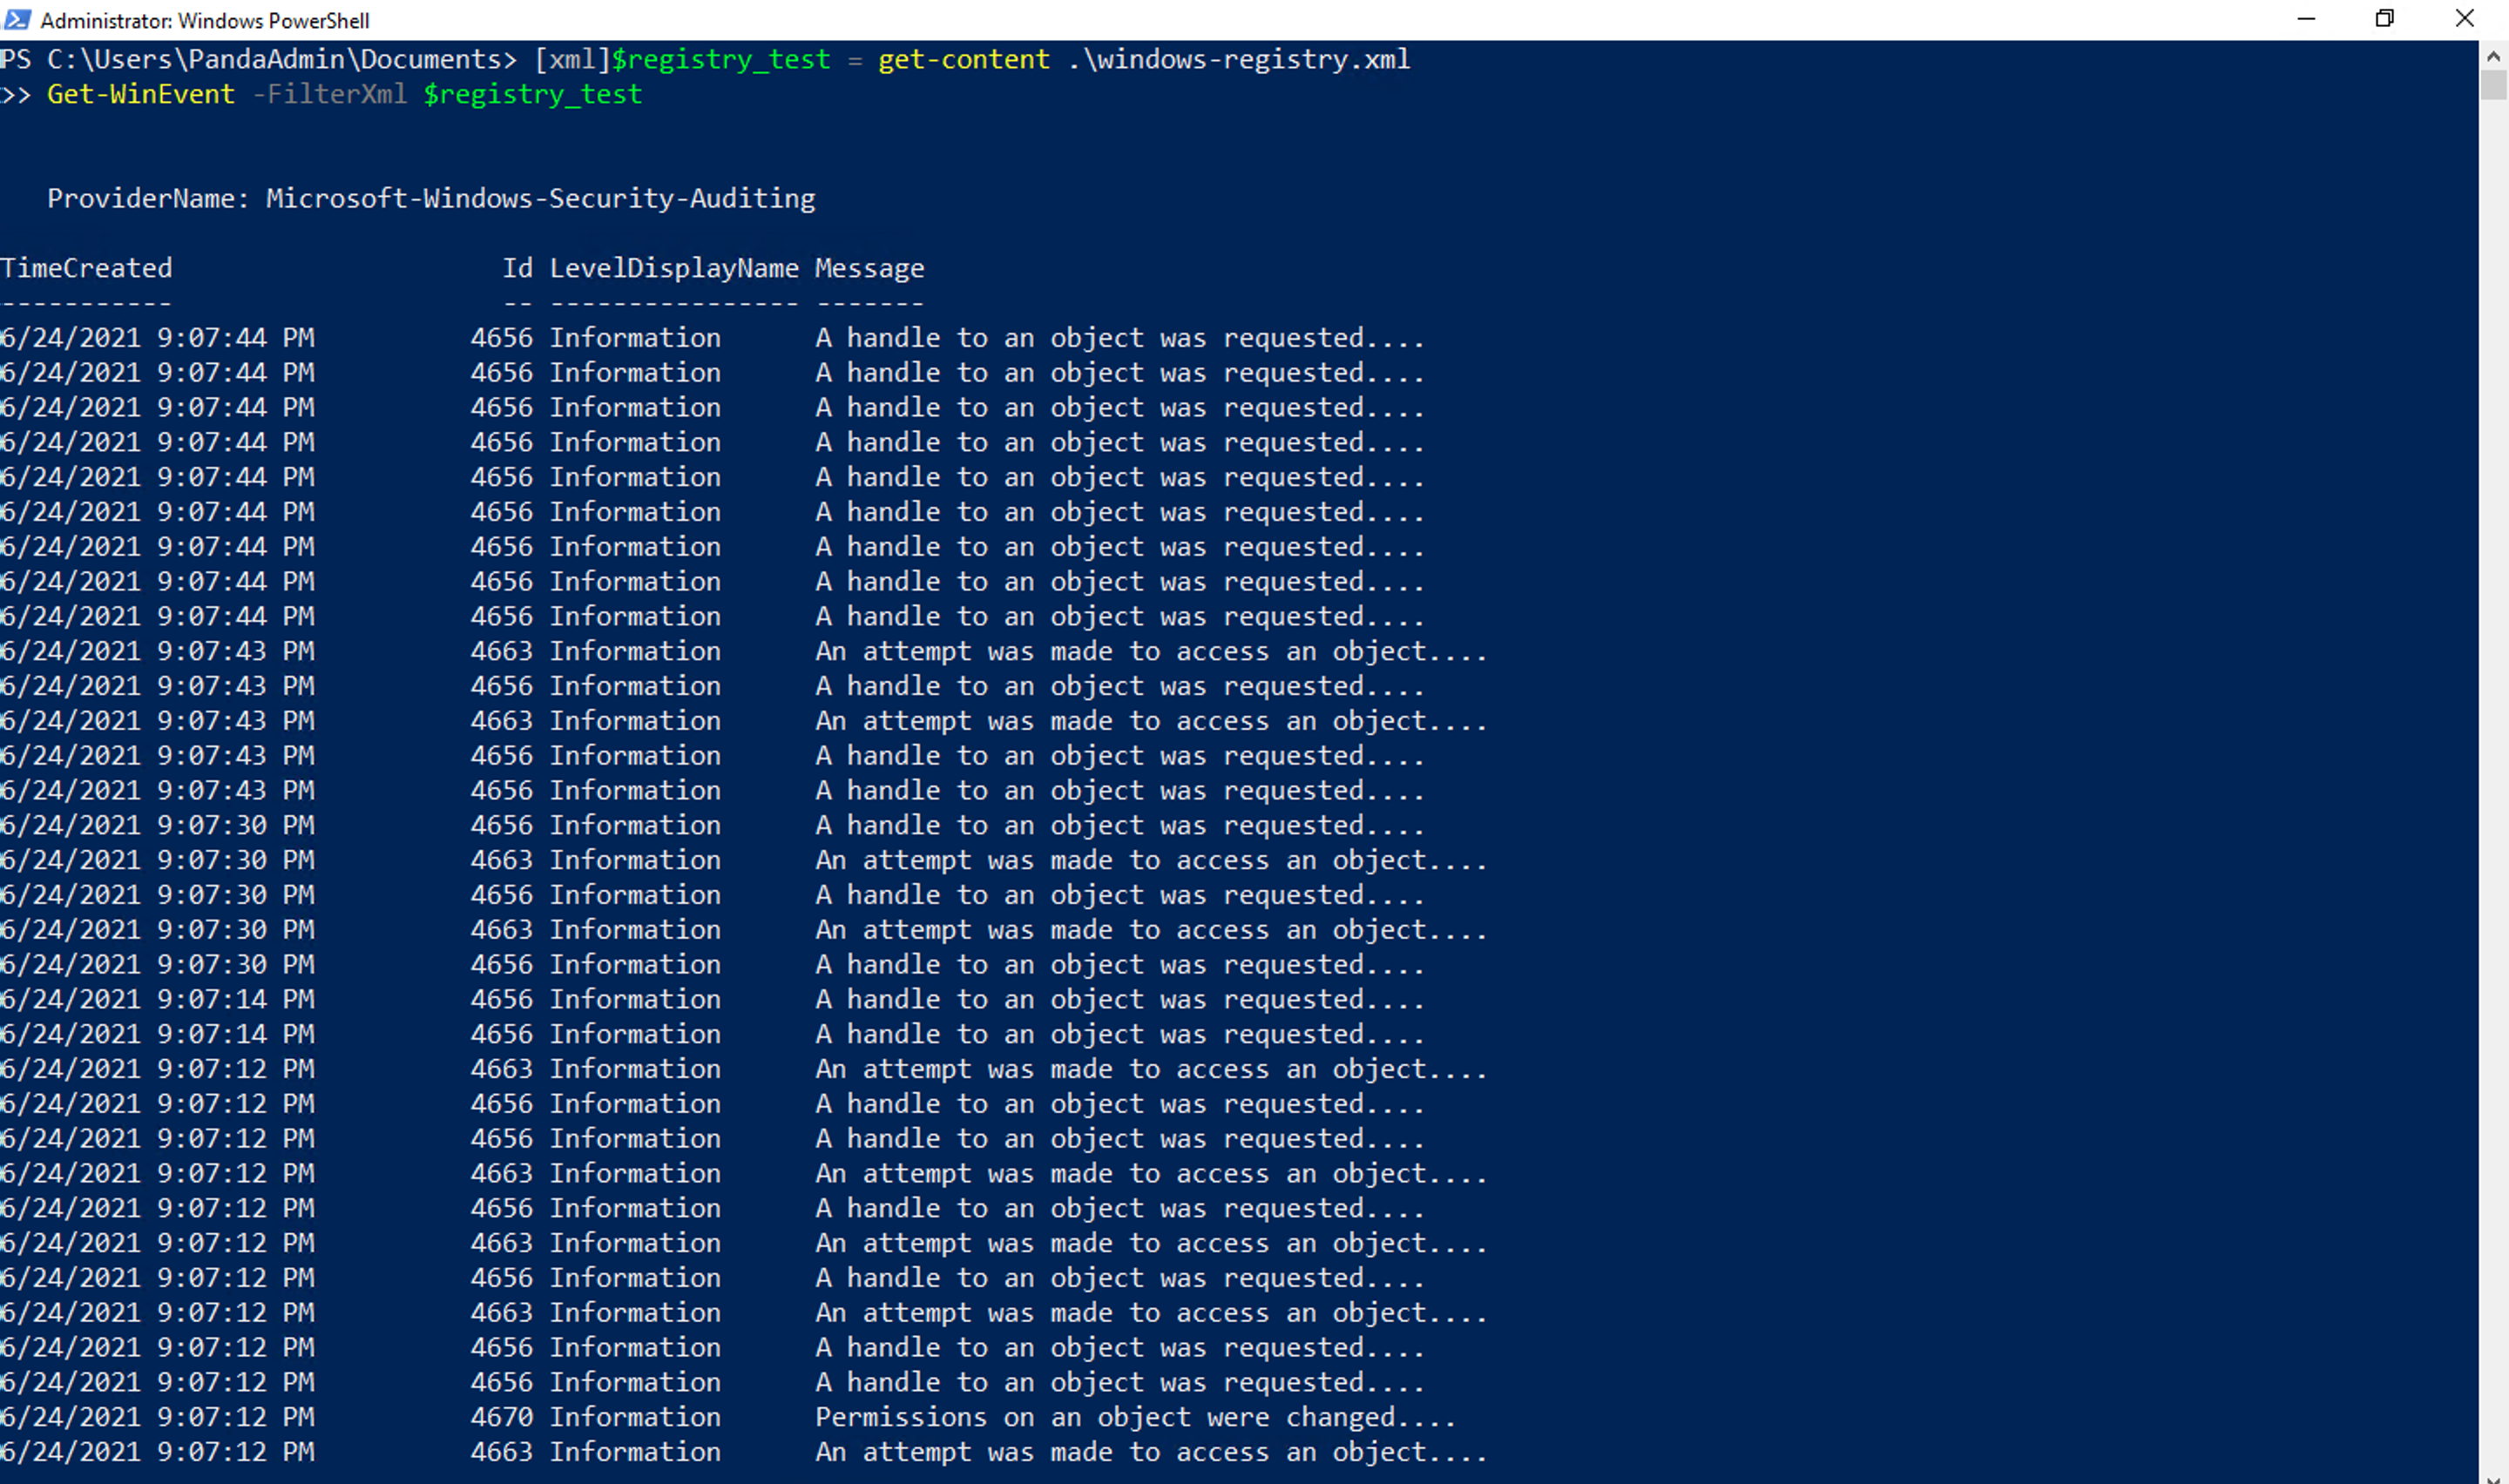 Administrator: Windows PowerShell
PS C:\Users\PandaAdmin\Documents> [xml]$registry_test = get-content .\windows-registry.xml
>> Get-WinEvent -FilterXml $registry_test
ProviderName: Microsoft-Windows-Security-Auditing
TimeCreated Id LevelDisplayName Message
----------- -- ---------------- -------
6/24/2021 9:07:44 PM 4656 Information A handle to an object was requested....
6/24/2021 9:07:44 PM 4656 Information A handle to an object was requested....
6/24/2021 9:07:44 PM 4656 Information A handle to an object was requested....
6/24/2021 9:07:44 PM 4656 Information A handle to an object was requested....
6/24/2021 9:07:44 PM 4656 Information A handle to an object was requested....
6/24/2021 9:07:44 PM 4656 Information A handle to an object was requested....
6/24/2021 9:07:44 PM 4656 Information A handle to an object was requested....
6/24/2021 9:07:44 PM 4656 Information A handle to an object was requested....
6/24/2021 9:07:44 PM 4656 Information A handle to an object was requested....
6/24/2021 9:07:43 PM 4663 Information An attempt was made to access an object....
6/24/2021 9:07:43 PM 4656 Information A handle to an object was requested....
6/24/2021 9:07:43 PM 4663 Information An attempt was made to access an object....
6/24/2021 9:07:43 PM 4656 Information A handle to an object was requested....
6/24/2021 9:07:43 PM 4656 Information A handle to an object was requested....
6/24/2021 9:07:30 PM 4656 Information A handle to an object was requested....
6/24/2021 9:07:30 PM 4663 Information An attempt was made to access an object....
6/24/2021 9:07:30 PM 4656 Information A handle to an object was requested....
6/24/2021 9:07:30 PM 4663 Information An attempt was made to access an object....
6/24/2021 9:07:30 PM 4656 Information A handle to an object was requested....
6/24/2021 9:07:14 PM 4656 Information A handle to an object was requested....
6/24/2021 9:07:14 PM 4656 Information A handle to an object was requested....
6/24/2021 9:07:12 PM 4663 Information An attempt was made to access an object....
6/24/2021 9:07:12 PM 4656 Information A handle to an object was requested....
6/24/2021 9:07:12 PM 4656 Information A handle to an object was requested....
6/24/2021 9:07:12 PM 4663 Information An attempt was made to access an object....
6/24/2021 9:07:12 PM 4656 Information A handle to an object was requested....
6/24/2021 9:07:12 PM 4663 Information An attempt was made to access an object....
6/24/2021 9:07:12 PM 4656 Information A handle to an object was requested....
6/24/2021 9:07:12 PM 4663 Information An attempt was made to access an object....
6/24/2021 9:07:12 PM 4656 Information A handle to an object was requested....
6/24/2021 9:07:12 PM 4656 Information A handle to an object was requested....
6/24/2021 9:07:12 PM 4670 Information Permissions on an object were changed....
6/24/2021 9:07:12 PM 4663 Information An attempt was made to access an object....